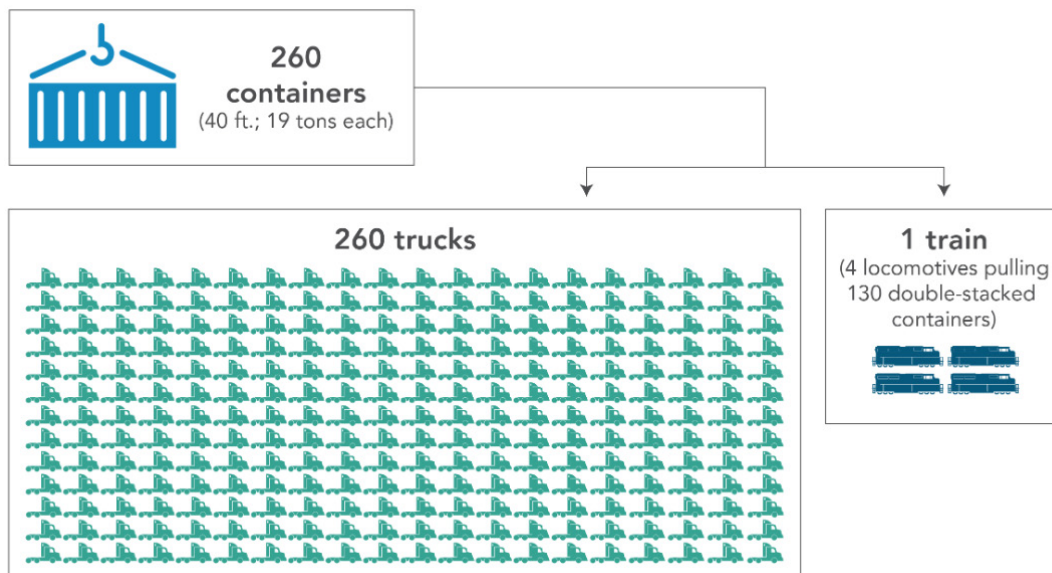 260
containers
(40 ft.; 19 tons each)
260 trucks
1 train
(4 locomotives pulling
130 double-stacked
containers)